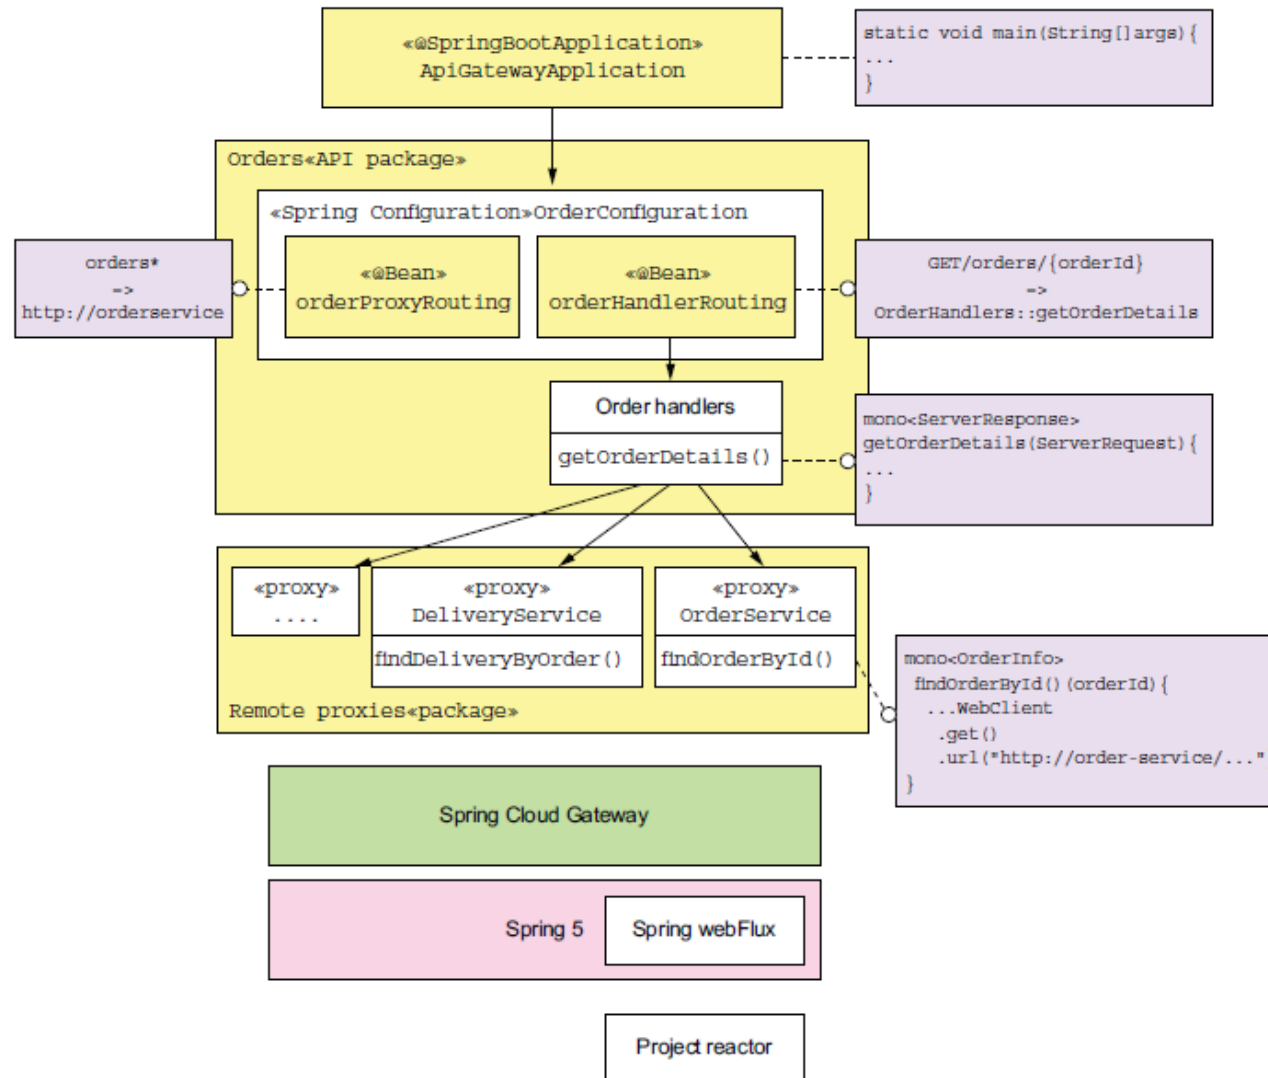 «@SpringBootApplication»
ApiGatewayApplication
static void main(String[]args){
...
}
Orders«API package»
«Spring Configuration»OrderConfiguration
orders*
=>
http://orderservice
«@Bean»
orderProxyRouting
«@Bean»
orderHandlerRouting
GET/orders/{orderId}
=>
OrderHandlers::getOrderDetails
Order handlers
getOrderDetails()
mono<ServerResponse>
getOrderDetails(ServerRequest){
...
}
«proxy»
....
«proxy»
DeliveryService
findDeliveryByOrder()
«proxy»
OrderService
findOrderById()
Remote proxies«package»
mono<OrderInfo>
findOrderById()(orderId){
...WebClient
.get()
.url("http://order-service/..."
}
Spring Cloud Gateway
Spring 5
Spring webFlux
Project reactor